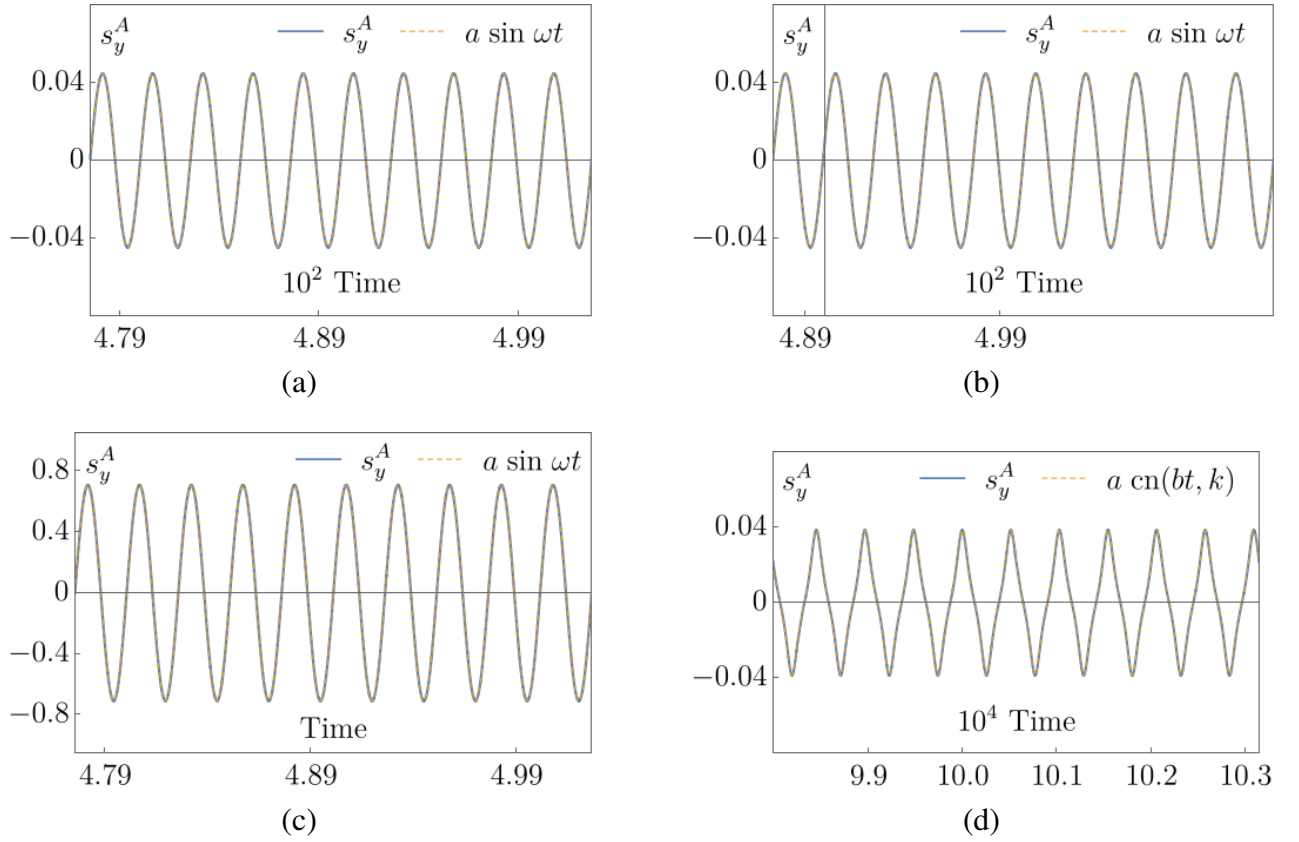 s_y^A s_y^A a sin ωt
0.04
0
−0.04
10^2 Time
4.79 4.89 4.99
(a)
s_y^A s_y^A a sin ωt
0.04
0
−0.04
10^2 Time
4.89 4.99
(b)
s_y^A s_y^A a sin ωt
0.8
0.4
0
−0.4
−0.8
Time
4.79 4.89 4.99
(c)
s_y^A s_y^A a cn(bt, k)
0.04
0
−0.04
10^4 Time
9.9 10.0 10.1 10.2 10.3
(d)